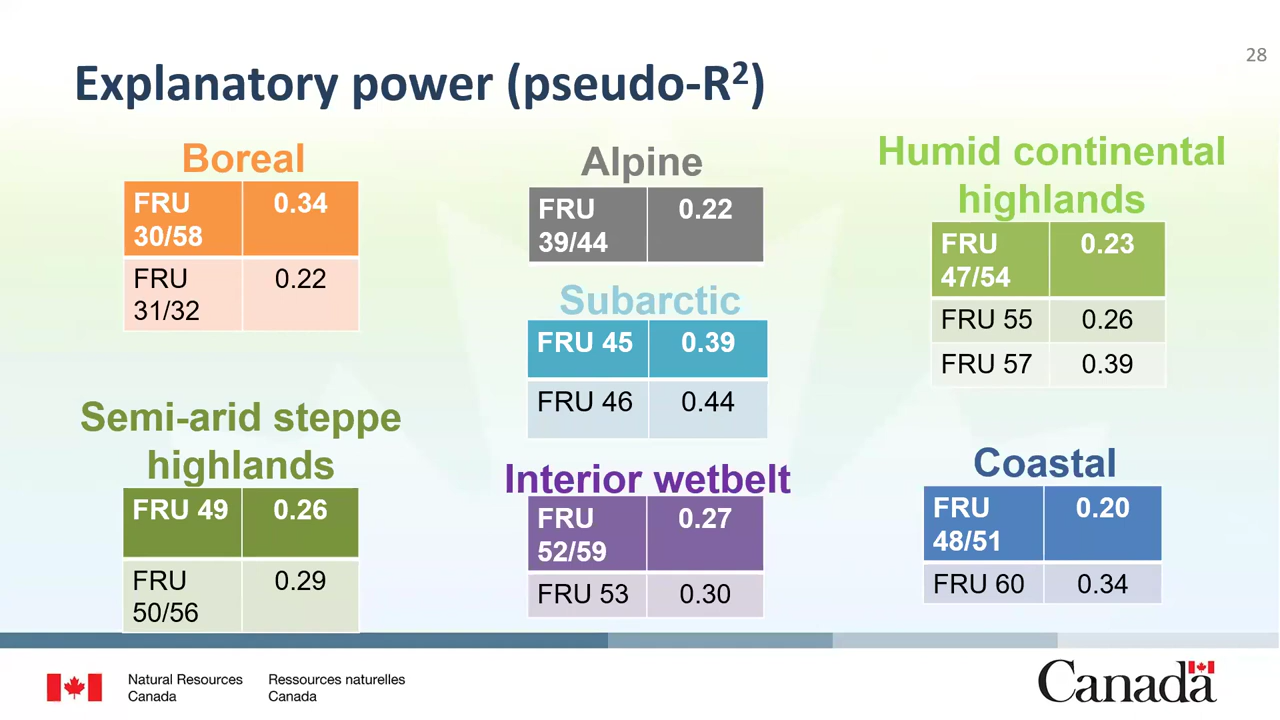 28
Explanatory power (pseudo-R²)
Boreal
FRU 30/58 0.34
FRU 31/32 0.22
Semi-arid steppe
highlands
FRU 49 0.26
FRU 50/56 0.29
Alpine
FRU 39/44 0.22
Subarctic
FRU 45 0.39
FRU 46 0.44
Interior wetbelt
FRU 52/59 0.27
FRU 53 0.30
Humid continental
highlands
FRU 47/54 0.23
FRU 55 0.26
FRU 57 0.39
Coastal
FRU 48/51 0.20
FRU 60 0.34
Natural Resources Canada
Ressources naturelles Canada
Canada